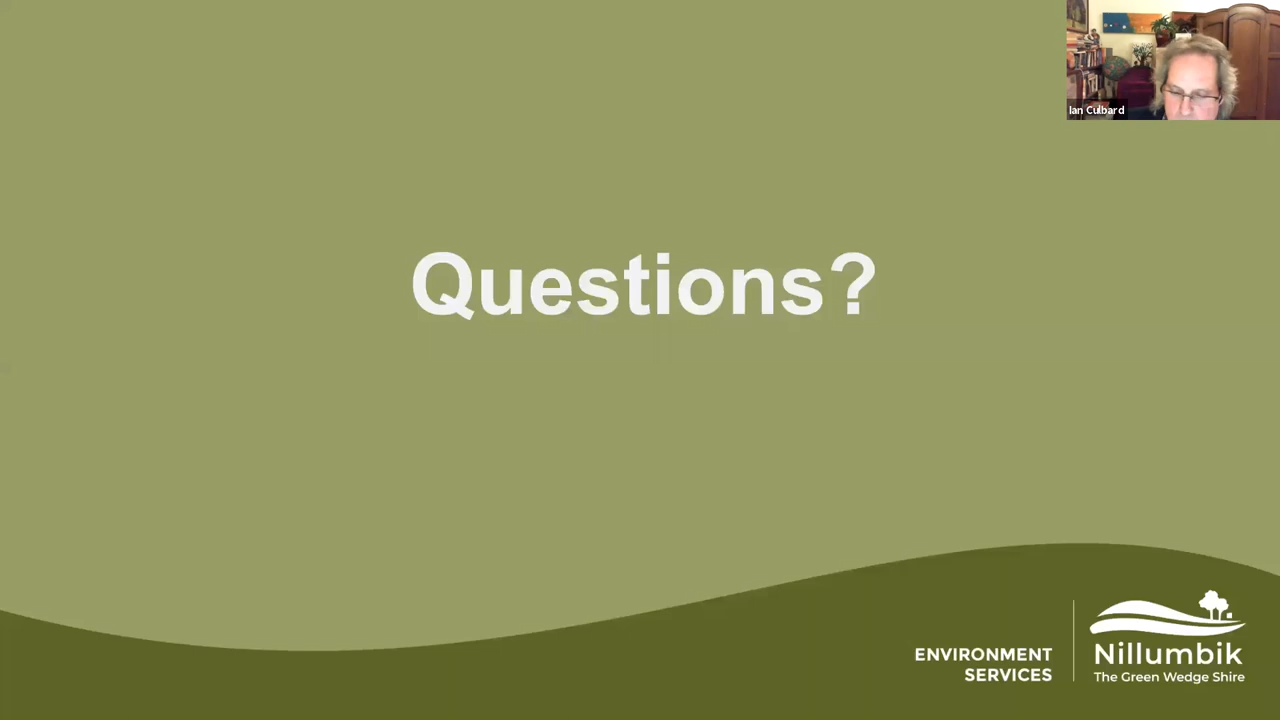 Ian Culbard
Questions?
ENVIRONMENT
SERVICES
Nillumbik
The Green Wedge Shire